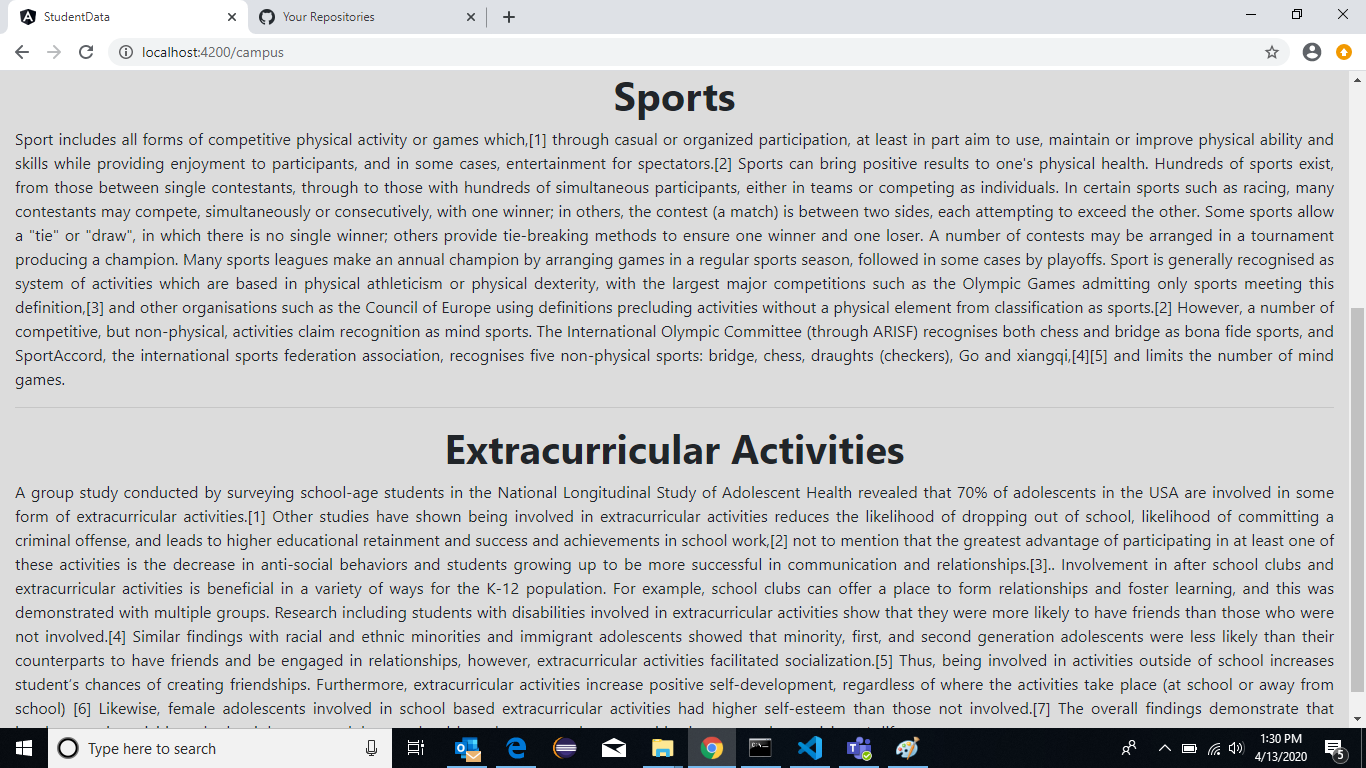 StudentData
Your Repositories
localhost:4200/campus
Sports
Sport includes all forms of competitive physical activity or games which,[1] through casual or organized participation, at least in part aim to use, maintain or improve physical ability and
skills while providing enjoyment to participants, and in some cases, entertainment for spectators.[2] Sports can bring positive results to one's physical health. Hundreds of sports exist,
from those between single contestants, through to those with hundreds of simultaneous participants, either in teams or competing as individuals. In certain sports such as racing, many
contestants may compete, simultaneously or consecutively, with one winner; in others, the contest (a match) is between two sides, each attempting to exceed the other. Some sports allow
a "tie" or "draw", in which there is no single winner; others provide tie-breaking methods to ensure one winner and one loser. A number of contests may be arranged in a tournament
producing a champion. Many sports leagues make an annual champion by arranging games in a regular sports season, followed in some cases by playoffs. Sport is generally recognised as
system of activities which are based in physical athleticism or physical dexterity, with the largest major competitions such as the Olympic Games admitting only sports meeting this
definition,[3] and other organisations such as the Council of Europe using definitions precluding activities without a physical element from classification as sports.[2] However, a number of
competitive, but non-physical, activities claim recognition as mind sports. The International Olympic Committee (through ARISF) recognises both chess and bridge as bona fide sports, and
SportAccord, the international sports federation association, recognises five non-physical sports: bridge, chess, draughts (checkers), Go and xiangqi,[4][5] and limits the number of mind
games.
Extracurricular Activities
A group study conducted by surveying school-age students in the National Longitudinal Study of Adolescent Health revealed that 70% of adolescents in the USA are involved in some
form of extracurricular activities.[1] Other studies have shown being involved in extracurricular activities reduces the likelihood of dropping out of school, likelihood of committing a
criminal offense, and leads to higher educational retainment and success and achievements in school work,[2] not to mention that the greatest advantage of participating in at least one of
these activities is the decrease in anti-social behaviors and students growing up to be more successful in communication and relationships.[3].. Involvement in after school clubs and
extracurricular activities is beneficial in a variety of ways for the K-12 population. For example, school clubs can offer a place to form relationships and foster learning, and this was
demonstrated with multiple groups. Research including students with disabilities involved in extracurricular activities show that they were more likely to have friends than those who were
not involved.[4] Similar findings with racial and ethnic minorities and immigrant adolescents showed that minority, first, and second generation adolescents were less likely than their
counterparts to have friends and be engaged in relationships, however, extracurricular activities facilitated socialization.[5] Thus, being involved in activities outside of school increases
student's chances of creating friendships. Furthermore, extracurricular activities increase positive self-development, regardless of where the activities take place (at school or away from
school) [6] Likewise, female adolescents involved in school based extracurricular activities had higher self-esteem than those not involved.[7] The overall findings demonstrate that
Type here to search
1:30 PM
4/13/2020
5